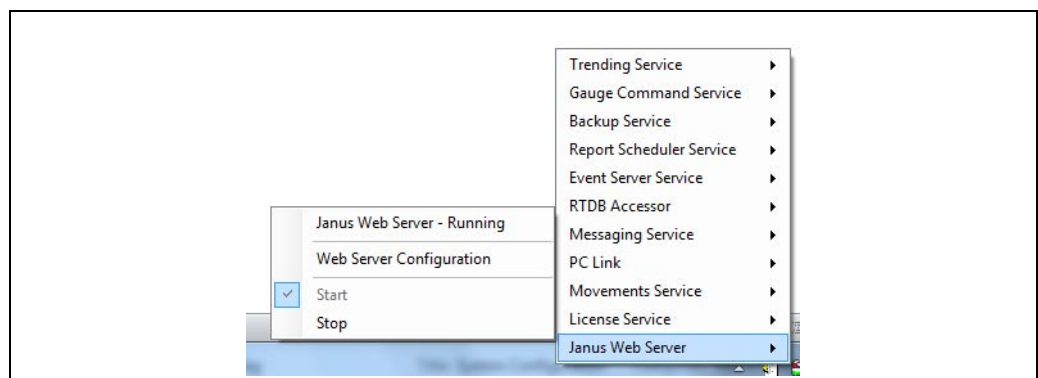 Trending Service
Gauge Command Service
Backup Service
Report Scheduler Service
Event Server Service
RTDB Accessor
Messaging Service
PC Link
Movements Service
License Service
Janus Web Server
Janus Web Server - Running
Web Server Configuration
Start
Stop